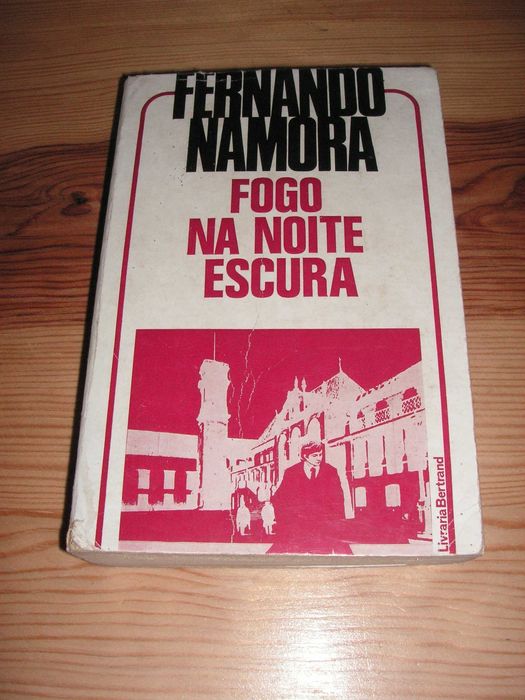 FERNANDO
NAMORA
FOGO
NA NOITE
ESCURA
Livraria Bertrand